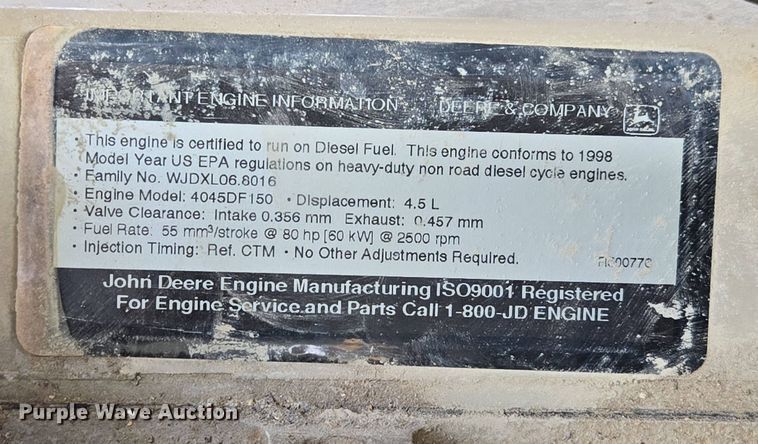 IMPORTANT ENGINE INFORMATION DEERE & COMPANY
This engine is certified to run on Diesel Fuel. This engine conforms to 1998
Model Year US EPA regulations on heavy-duty non road diesel cycle engines.
• Family No. WJDXL06.8016
• Engine Model: 4045DF150 • Displacement: 4.5 L
• Valve Clearance: Intake 0.356 mm Exhaust: 0.457 mm
• Fuel Rate: 55 mm³/stroke @ 80 hp [60 kW] @ 2500 rpm
• Injection Timing: Ref. CTM • No Other Adjustments Required.
John Deere Engine Manufacturing ISO9001 Registered
For Engine Service and Parts Call 1-800-JD ENGINE
Purple Wave Auction